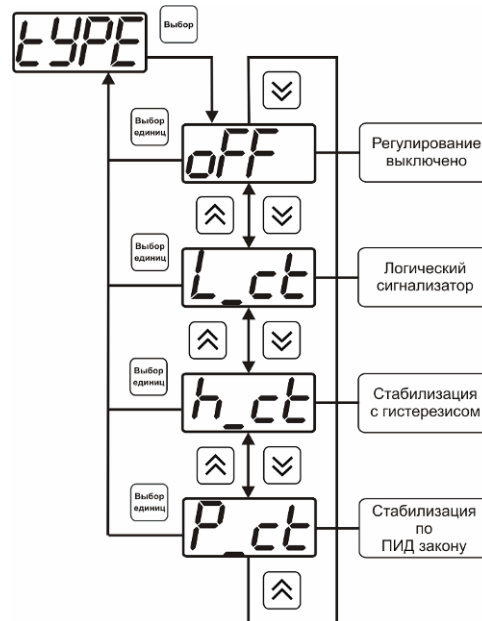 tYPE
Выбор
Выбор
единиц
oFF
Регулирование
выключено
Выбор
единиц
L_ct
Логический
сигнализатор
Выбор
единиц
h_ct
Стабилизация
с гистерезисом
Выбор
единиц
P_ct
Стабилизация
по
ПИД закону